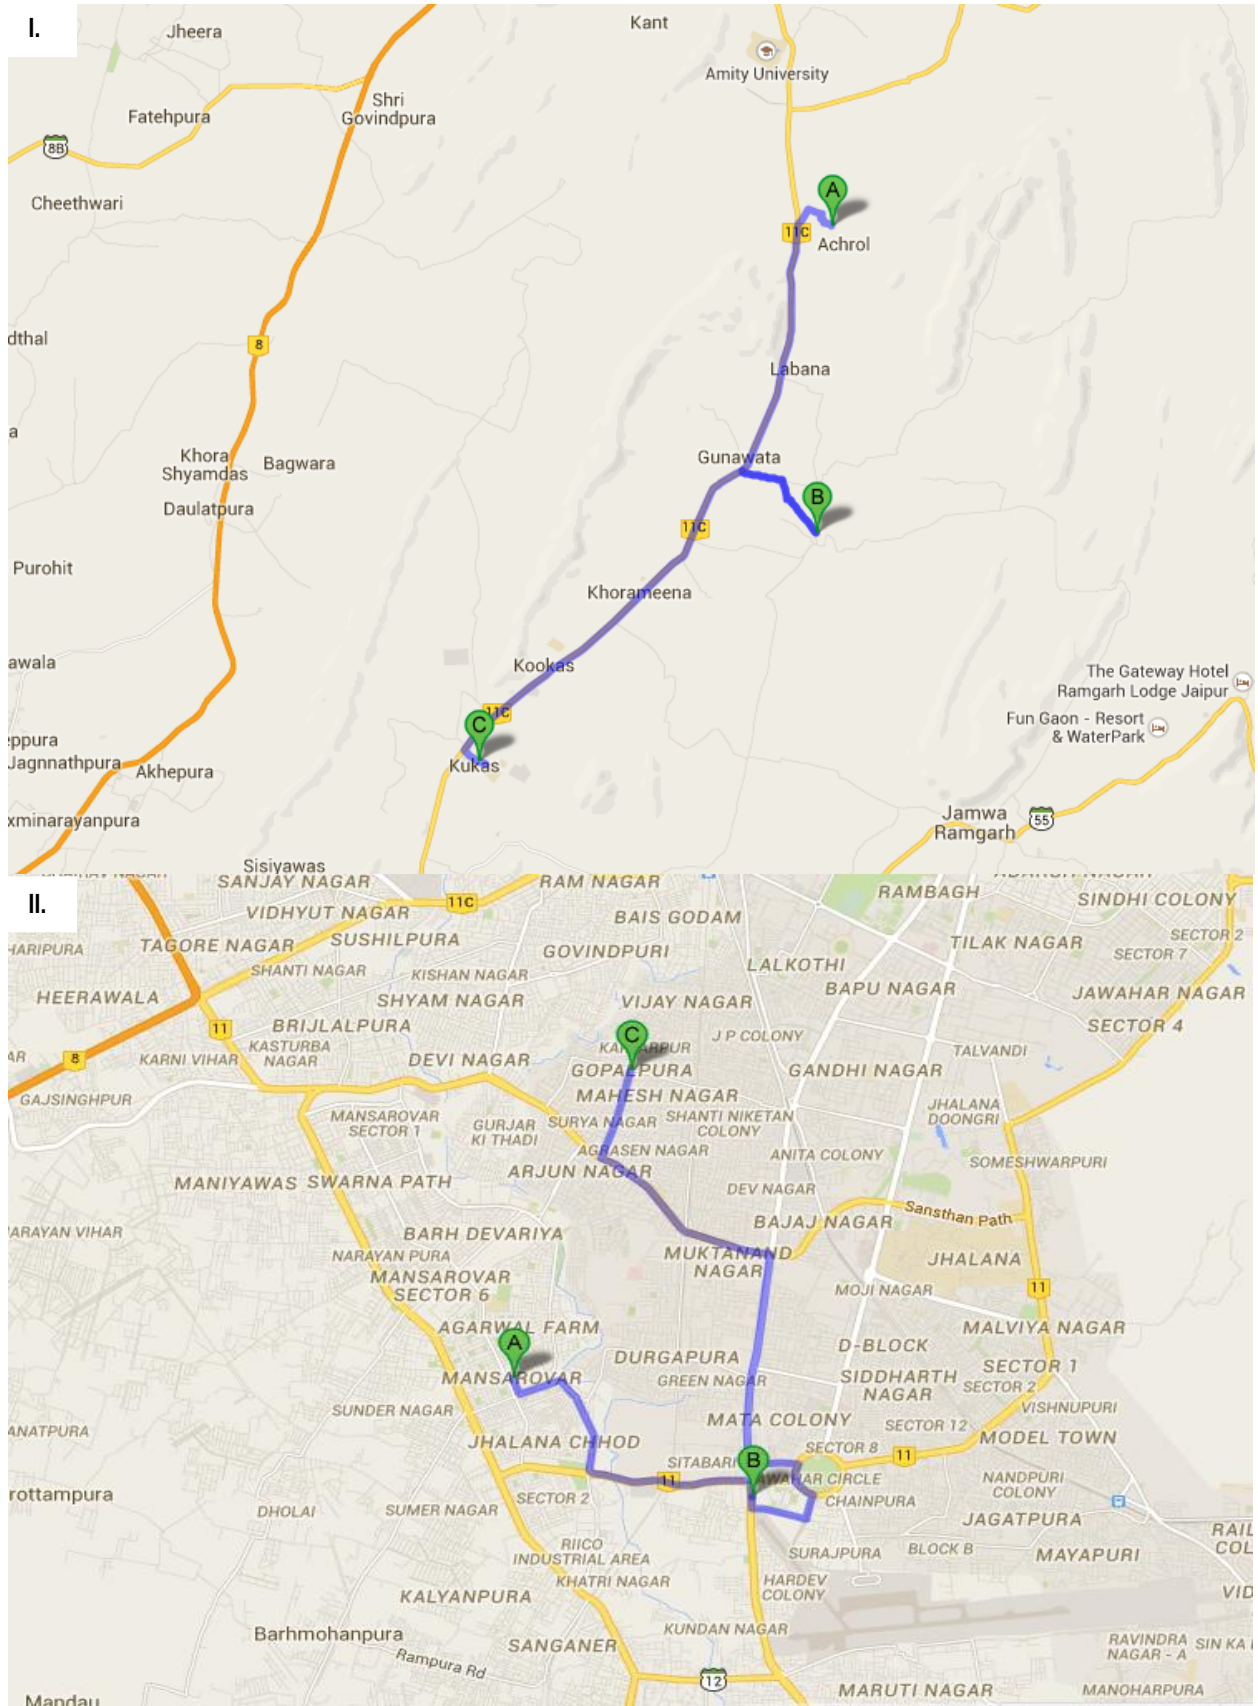 I.
Jheera
Kant
Amity University
Shri
Govindpura
Fatehpura
8B
Cheethwari
A
11C
Achrol
dthal
8
Labana
a
Khora
Shyamdas
Bagwara
Gunawata
Daulatpura
B
11C
Purohit
Khorameena
awala
Kookas
The Gateway Hotel
Ramgarh Lodge Jaipur
11C
C
Fun Gaon - Resort
& WaterPark
eppura
Jagnnathpura
Akhepura
Kukas
xminarayanpura
Jamwa
Ramgarh
55
Sisiyawas
II.
SANJAY NAGAR
RAM NAGAR
RAMBAGH
SINDHI COLONY
11C
VIDHYUT NAGAR
BAIS GODAM
HARIPURA
TAGORE NAGAR
SUSHILPURA
GOVINDPURI
TILAK NAGAR
SECTOR 2
SECTOR 7
SHANTI NAGAR
KISHAN NAGAR
LALKOTHI
HEERAWALA
SHYAM NAGAR
VIJAY NAGAR
BAPU NAGAR
JAWAHAR NAGAR
11
BRIJLALPURA
C
J P COLONY
SECTOR 4
AR
8
KARNI VIHAR
KASTURBA
NAGAR
DEVI NAGAR
TALVANDI
GOPALPURA
GANDHI NAGAR
GAJSINGHPUR
MAHESH NAGAR
MANSAROVAR
SECTOR 1
GURJAR
KI THADI
SURYA NAGAR
SHANTI NIKETAN
COLONY
JHALANA
DOONGRI
AGRASEN NAGAR
ANITA COLONY
SOMESHWARPURI
MANIYAWAS
SWARNA PATH
ARJUN NAGAR
DEV NAGAR
NARAYAN VIHAR
BARH DEVARIYA
BAJAJ NAGAR
Sansthan Path
NARAYAN PURA
MUKTANAND
NAGAR
JHALANA
MANSAROVAR
SECTOR 6
MOJI NAGAR
11
AGARWAL FARM
MALVIYA NAGAR
A
DURGAPURA
D-BLOCK
MANSAROVAR
GREEN NAGAR
SIDDHARTH
NAGAR
SECTOR 1
SECTOR 2
SUNDER NAGAR
MATA COLONY
VISHNUPURI
ANATPURA
JHALANA CHHOD
SECTOR 8
SECTOR 12
MODEL TOWN
B
SITABARI
11
AWAHAR CIRCLE
11
NANDPURI
COLONY
rottampura
DHOLAI
SUMER NAGAR
SECTOR 2
CHAINPURA
JAGATPURA
RIICO
INDUSTRIAL AREA
SURAJPURA
BLOCK B
MAYAPURI
RAIL
COL
KHATRI NAGAR
HARDEV
COLONY
KALYANPURA
VID
Barhmohanpura
SANGANER
KUNDAN NAGAR
Rampura Rd
RAVINDRA
NAGAR - A
SIN KA
12
MARUTI NAGAR
MANOHARPURA
Mandau